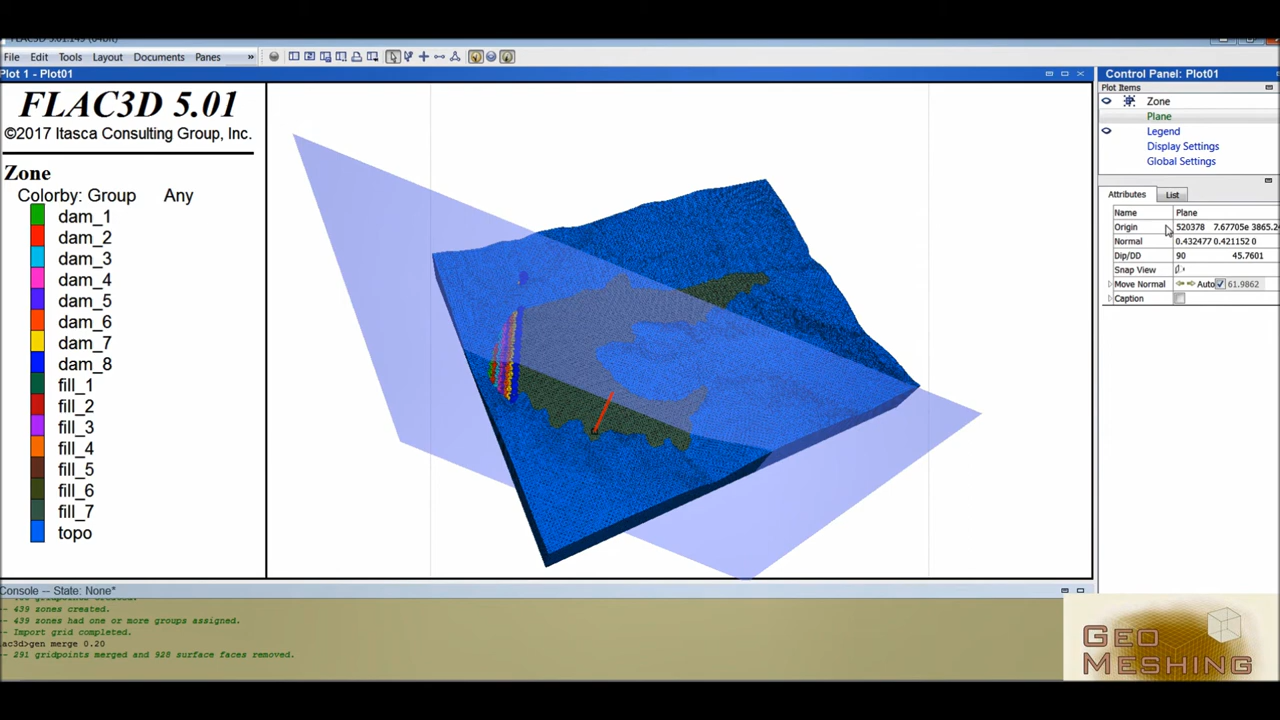 File Edit Tools Layout Documents Panes »
Plot 1 - Plot01
Control Panel: Plot01
Plot Items
Zone
Plane
Legend
Display Settings
Global Settings
Attributes List
Name Plane
Origin 520378 7.67705e 3865.24
Normal 0.432477 0.421152 0
Dip/DD 90 45.7601
Snap View
Move Normal Auto 61.9862
Caption
FLAC3D 5.01
©2017 Itasca Consulting Group, Inc.
Zone
Colorby: Group Any
dam_1
dam_2
dam_3
dam_4
dam_5
dam_6
dam_7
dam_8
fill_1
fill_2
fill_3
fill_4
fill_5
fill_6
fill_7
topo
Console -- State: None*
-- 439 zones created.
-- 439 zones had one or more groups assigned.
-- Import grid completed.
lac3d>gen merge 0.20
-- 291 gridpoints merged and 928 surface faces removed.
GEO
MESHING